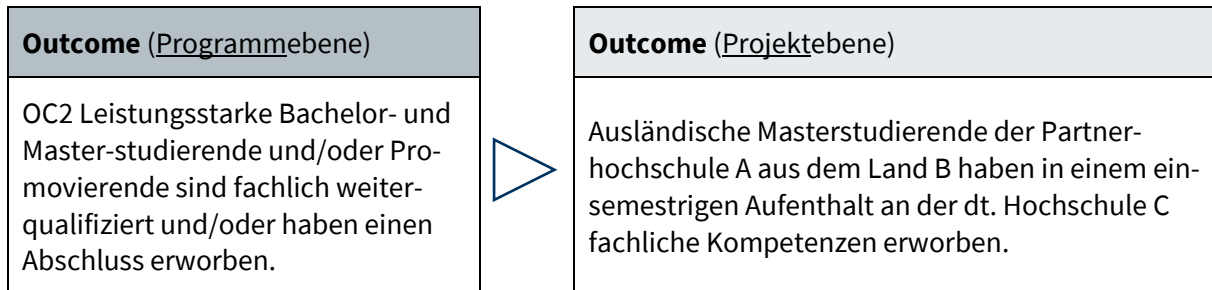 Outcome (Programmebene)
OC2 Leistungsstarke Bachelor- und
Master-studierende und/oder Pro-
movierende sind fachlich weiter-
qualifiziert und/oder haben einen
Abschluss erworben.
Outcome (Projektebene)
Ausländische Masterstudierende der Partner-
hochschule A aus dem Land B haben in einem ein-
semestrigen Aufenthalt an der dt. Hochschule C
fachliche Kompetenzen erworben.